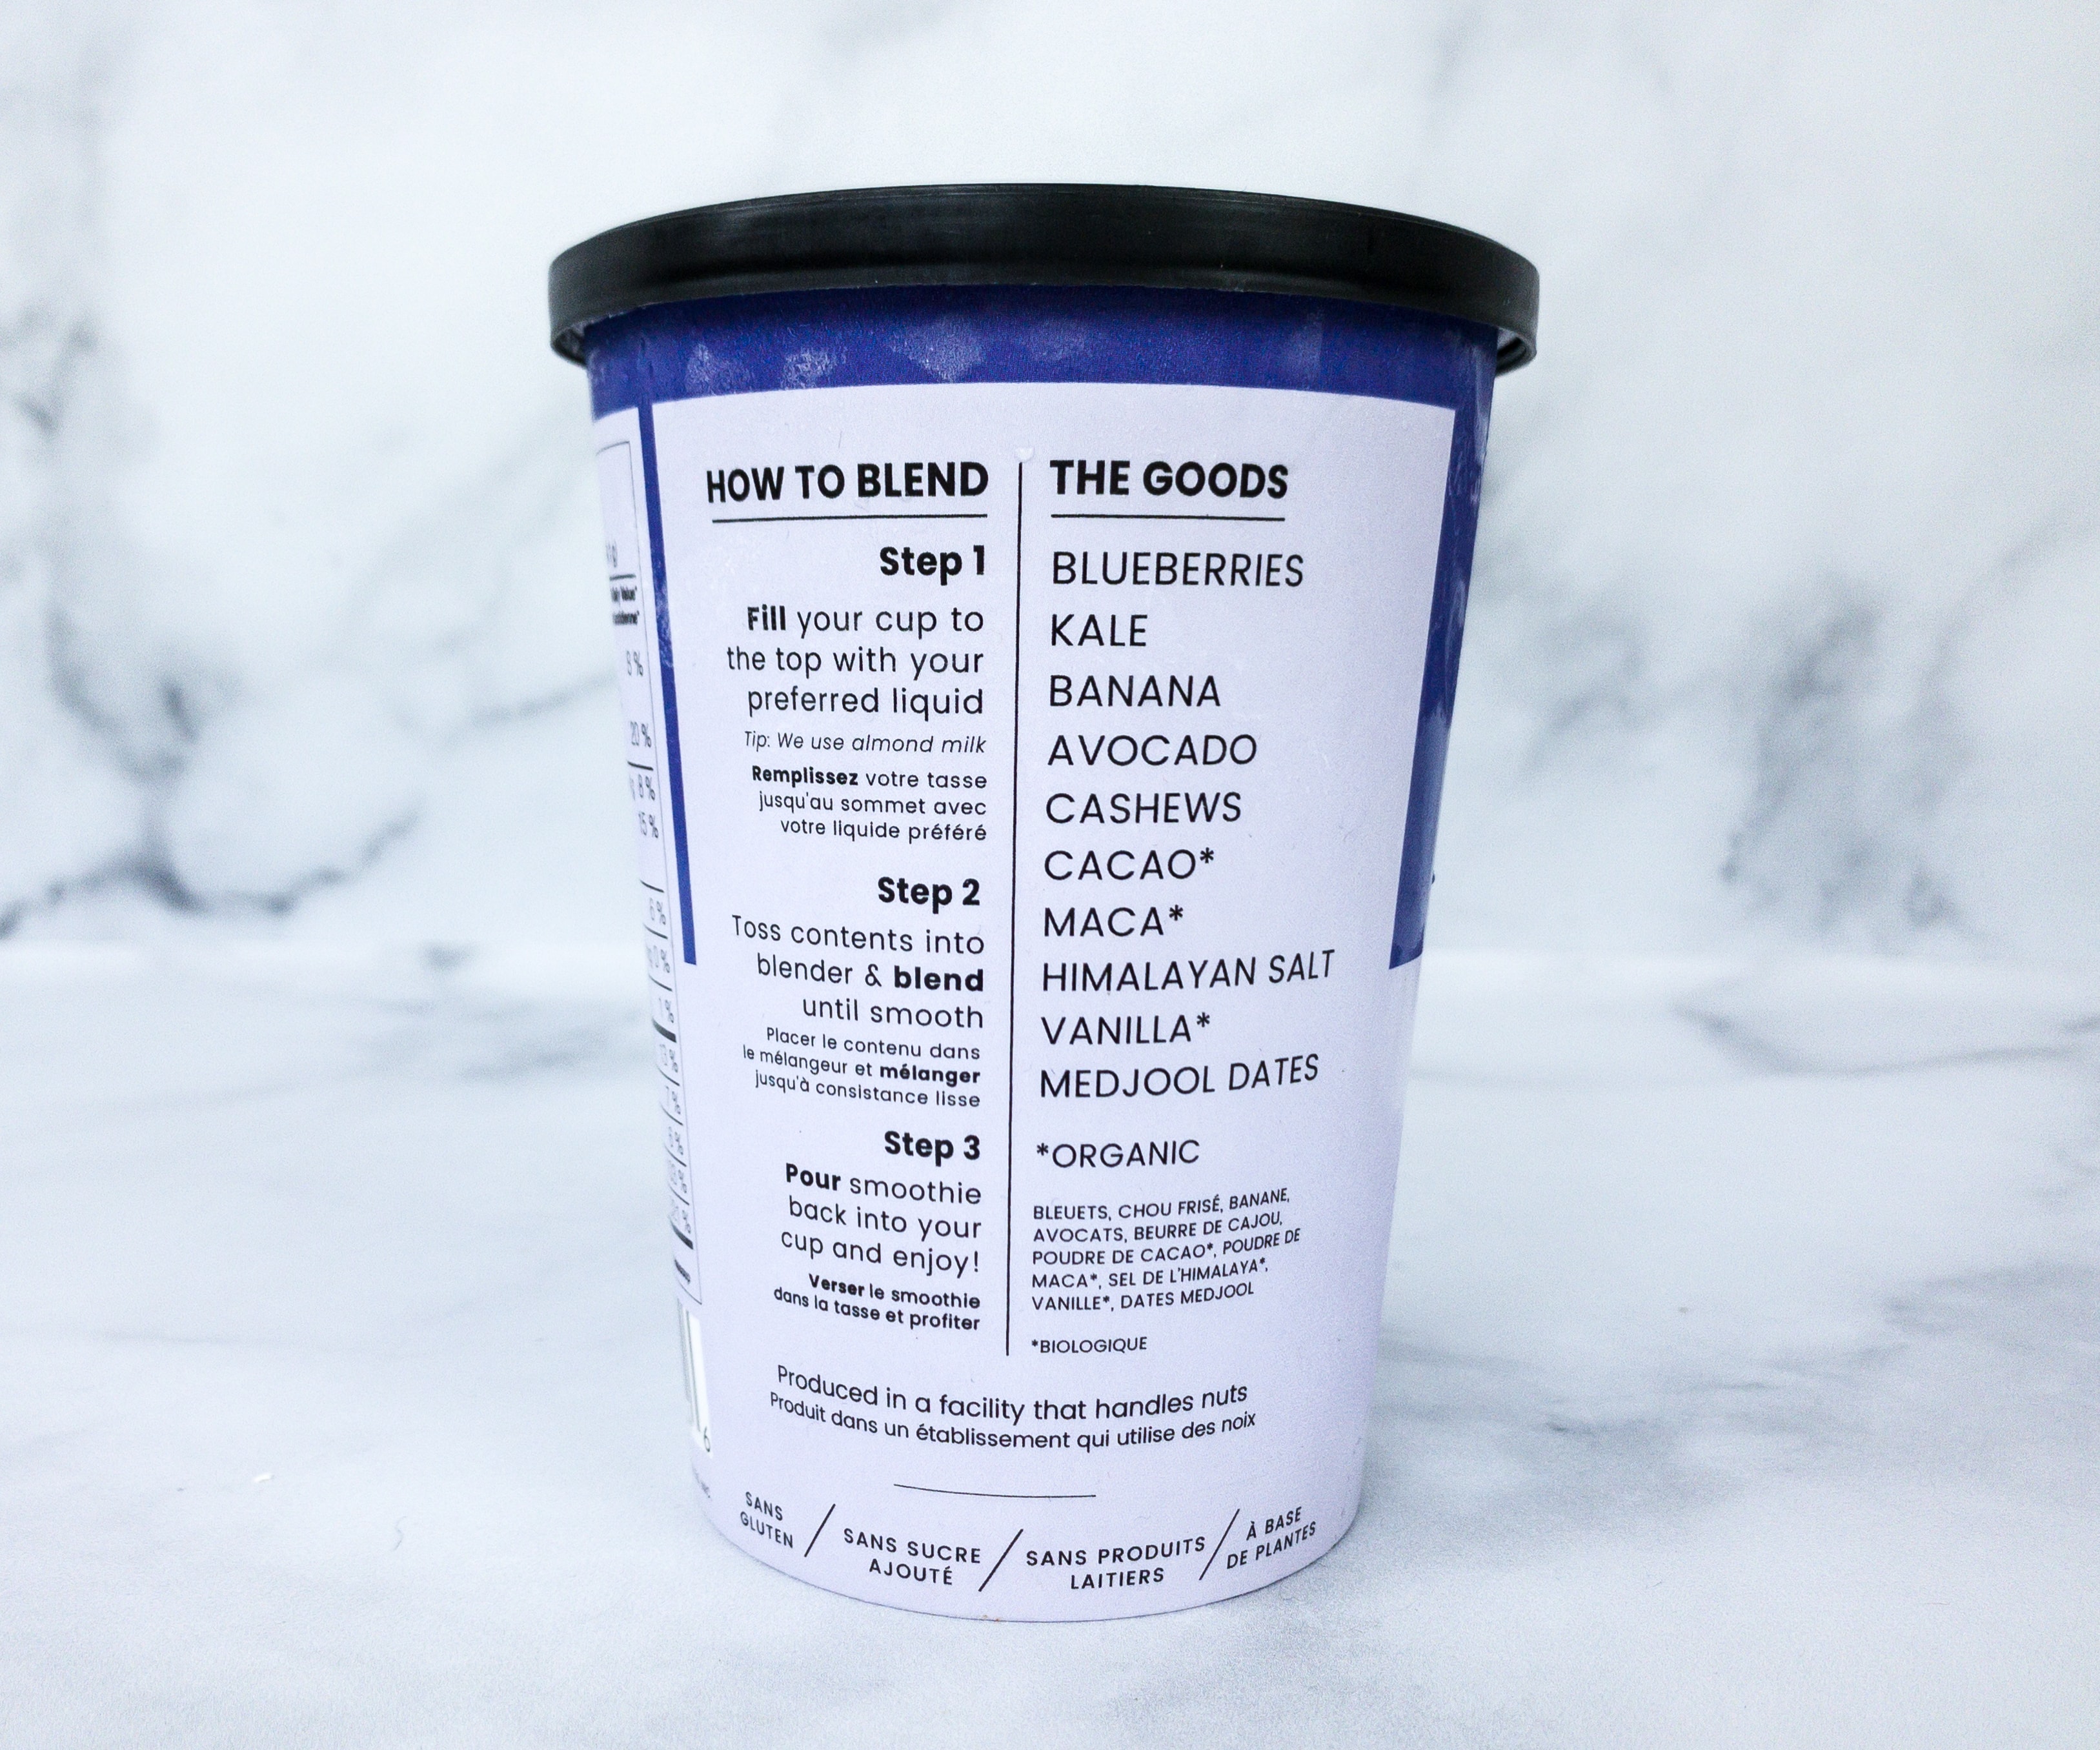 HOW TO BLEND
Step 1
Fill your cup to
the top with your
preferred liquid
Tip: We use almond milk
Remplissez votre tasse
jusqu'au sommet avec
votre liquide préféré
Step 2
Toss contents into
blender & blend
until smooth
Placer le contenu dans
le mélangeur et mélanger
jusqu'à consistance lisse
Step 3
Pour smoothie
back into your
cup and enjoy!
Verser le smoothie
dans la tasse et profiter
THE GOODS
BLUEBERRIES
KALE
BANANA
AVOCADO
CASHEWS
CACAO*
MACA*
HIMALAYAN SALT
VANILLA*
MEDJOOL DATES
*ORGANIC
BLEUETS, CHOU FRISÉ, BANANE,
AVOCATS, BEURRE DE CAJOU,
POUDRE DE CACAO*, POUDRE DE
MACA*, SEL DE L'HIMALAYA*,
VANILLE*, DATES MEDJOOL
*BIOLOGIQUE
Produced in a facility that handles nuts
Produit dans un établissement qui utilise des noix
SANS
GLUTEN
SANS SUCRE
AJOUTÉ
SANS PRODUITS
LAITIERS
À BASE
DE PLANTES